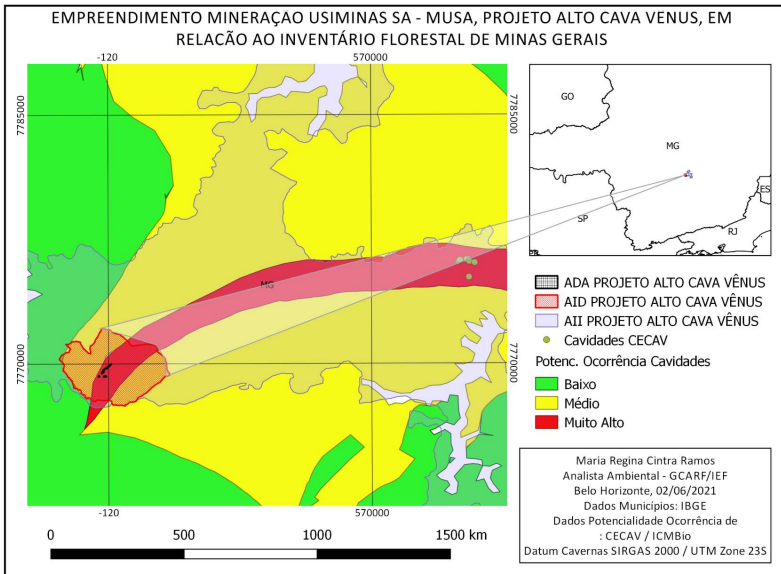 EMPREENDIMENTO MINERAÇAO USIMINAS SA - MUSA, PROJETO ALTO CAVA VENUS, EM
RELACÃO AO INVENTÁRIO FLORESTAL DE MINAS GERAIS
-120
570000
7785000
7785000
MG
7770000
7770000
-120
570000
0
500
1000
1500 km
GO
MG
ES
SP
RJ
PR
ADA PROJETO ALTO CAVA VÊNUS
AID PROJETO ALTO CAVA VÊNUS
AII PROJETO ALTO CAVA VÊNUS
Cavidades CECAV
Potenc. Ocorrência Cavidades
Baixo
Médio
Muito Alto
Maria Regina Cintra Ramos
Analista Ambiental - GCARF/IEF
Belo Horizonte, 02/06/2021
Dados Municípios: IBGE
Dados Potencialidade Ocorrência de
: CECAV / ICMBio
Datum Cavernas SIRGAS 2000 / UTM Zone 23S